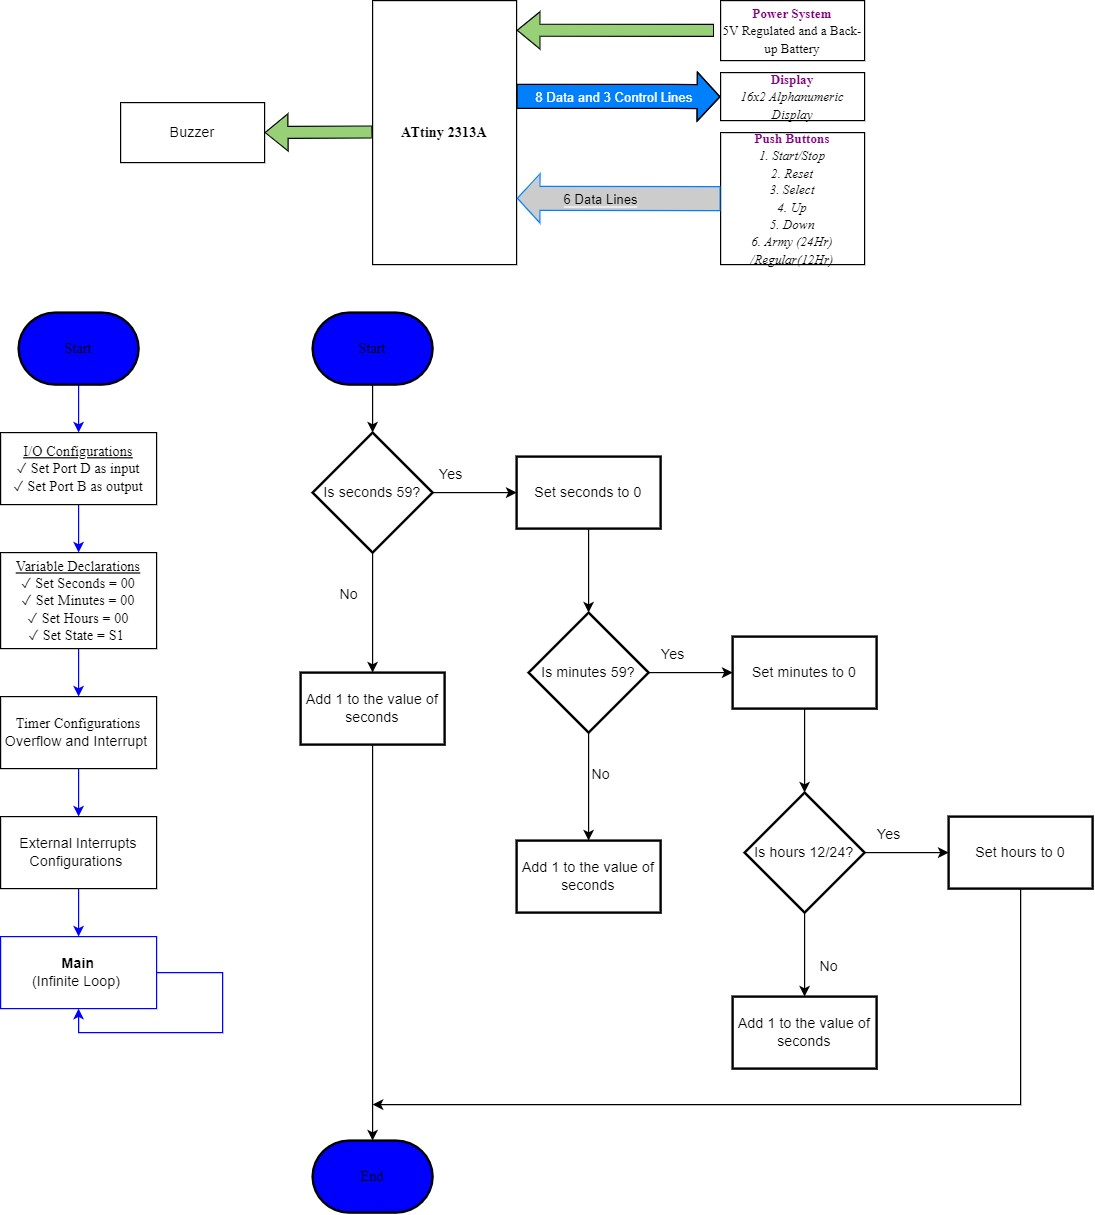 Power System
5V Regulated and a Back-
up Battery
8 Data and 3 Control Lines
Display
16x2 Alphanumeric
Display
Buzzer
ATtiny 2313A
6 Data Lines
Push Buttons
1. Start/Stop
2. Reset
3. Select
4. Up
5. Down
6. Army (24Hr)
/Regular(12Hr)
Start
I/O Configurations
✓ Set Port D as input
✓ Set Port B as output
Variable Declarations
✓ Set Seconds = 00
✓ Set Minutes = 00
✓ Set Hours = 00
✓ Set State = S1
Timer Configurations
Overflow and Interrupt
External Interrupts
Configurations
Main
(Infinite Loop)
Start
Is seconds 59?
Yes
Set seconds to 0
No
Add 1 to the value of
seconds
Is minutes 59?
Yes
Set minutes to 0
No
Add 1 to the value of
seconds
Is hours 12/24?
Yes
Set hours to 0
No
Add 1 to the value of
seconds
End